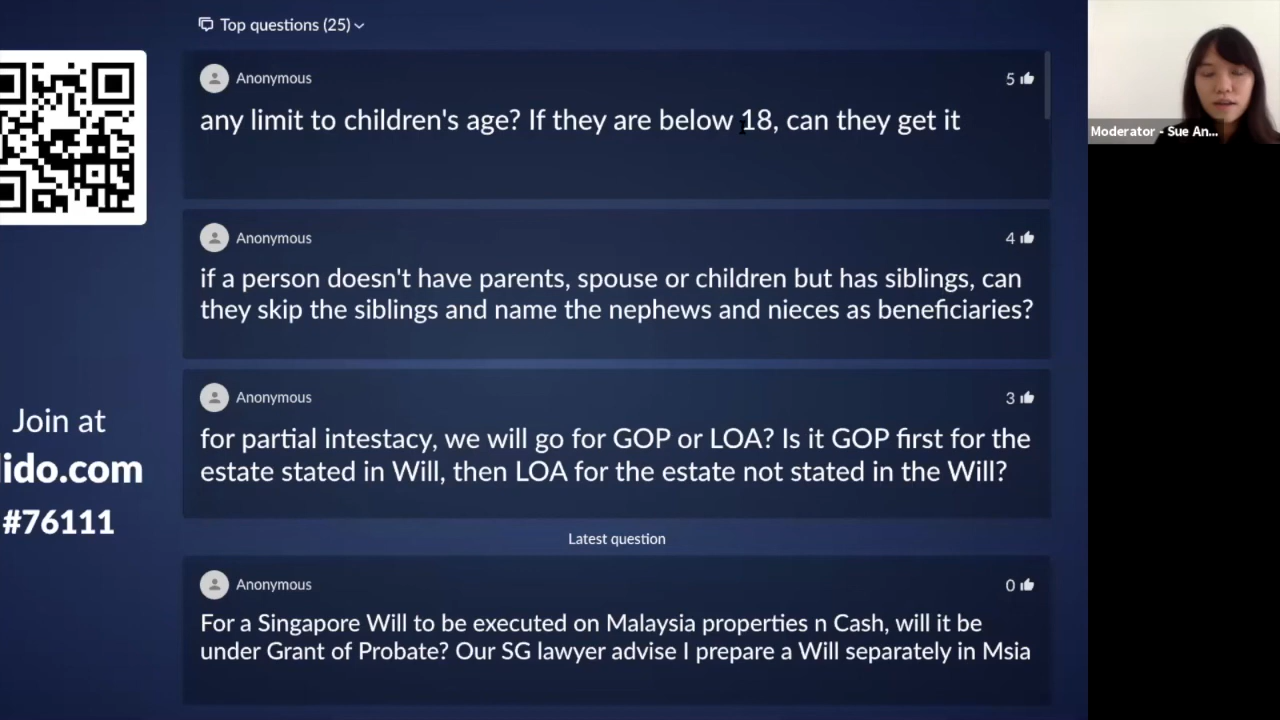 Top questions (25)
Anonymous
5
any limit to children's age? If they are below 18, can they get it
Anonymous
4
if a person doesn't have parents, spouse or children but has siblings, can
they skip the siblings and name the nephews and nieces as beneficiaries?
Anonymous
3
for partial intestacy, we will go for GOP or LOA? Is it GOP first for the
estate stated in Will, then LOA for the estate not stated in the Will?
Latest question
Anonymous
0
For a Singapore Will to be executed on Malaysia properties n Cash, will it be
under Grant of Probate? Our SG lawyer advise I prepare a Will separately in Msia
Join at
lido.com
#76111
Moderator - Sue An...